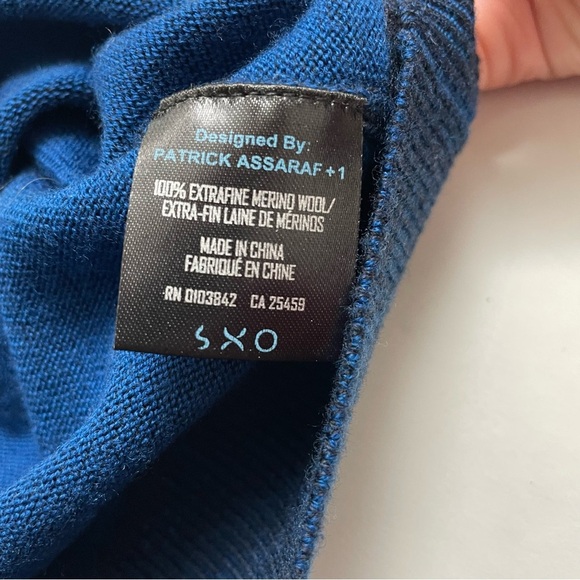 Designed By:
PATRICK ASSARAF +1
100% EXTRAFINE MERINO WOOL/
EXTRA-FIN LAINE DE MÉRINOS
MADE IN CHINA
FABRIQUÉ EN CHINE
RN 0103842 CA 25459
SXO